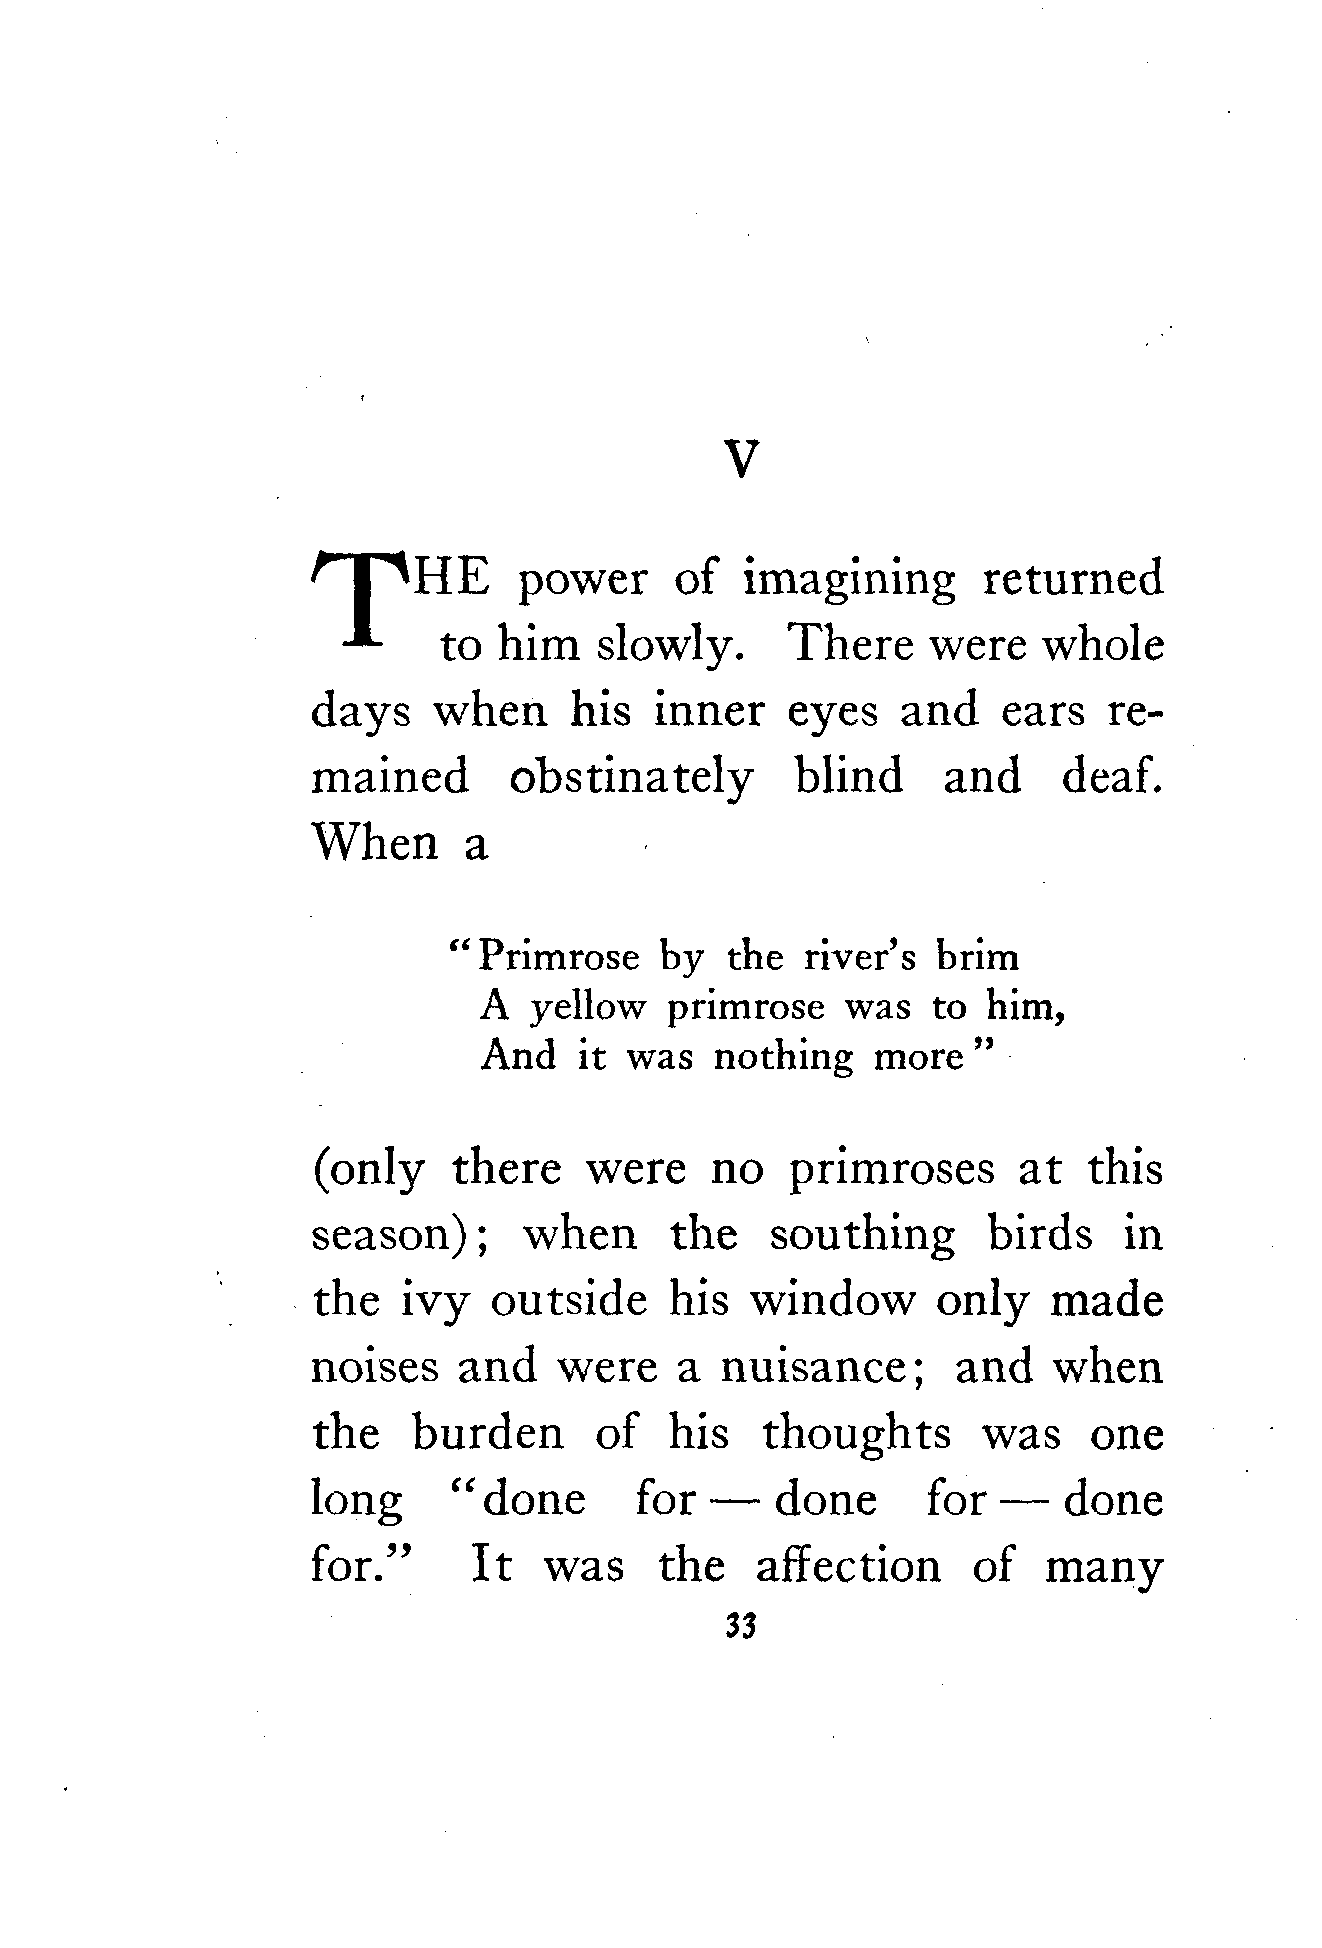 V
THE power of imagining returned
to him slowly. There were whole
days when his inner eyes and ears re-
mained obstinately blind and deaf.
When a
“Primrose by the river’s brim
A yellow primrose was to him,
And it was nothing more”
(only there were no primroses at this
season); when the southing birds in
the ivy outside his window only made
noises and were a nuisance; and when
the burden of his thoughts was one
long “done for — done for — done
for.” It was the affection of many
33